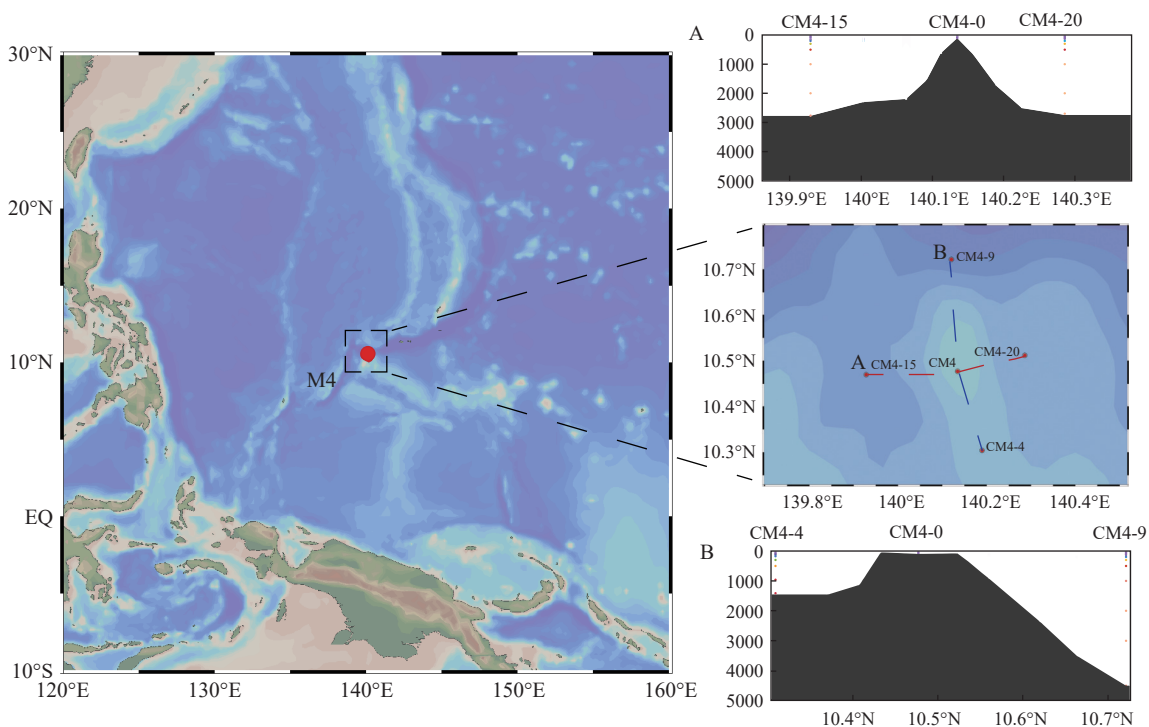 30°N
20°N
10°N
EQ
10°S
120°E 130°E 140°E 150°E 160°E
M4
A
CM4-15 CM4-0 CM4-20
0
1000
2000
3000
4000
5000
139.9°E 140°E 140.1°E 140.2°E 140.3°E
10.7°N
10.6°N
10.5°N
10.4°N
10.3°N
B CM4-9
A CM4-15 CM4 CM4-20
CM4-4
139.8°E 140°E 140.2°E 140.4°E
B
CM4-4 CM4-0 CM4-9
0
1000
2000
3000
4000
5000
10.4°N 10.5°N 10.6°N 10.7°N